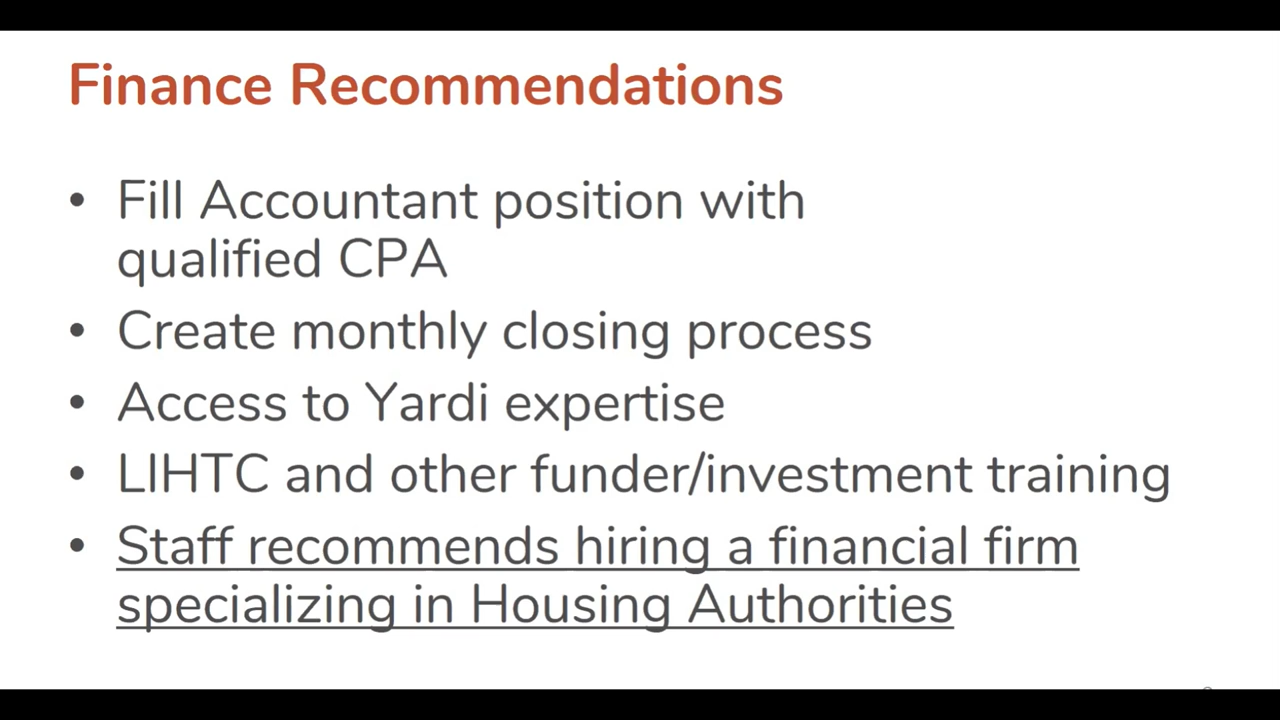 Finance Recommendations
• Fill Accountant position with
qualified CPA
• Create monthly closing process
• Access to Yardi expertise
• LIHTC and other funder/investment training
• Staff recommends hiring a financial firm
specializing in Housing Authorities